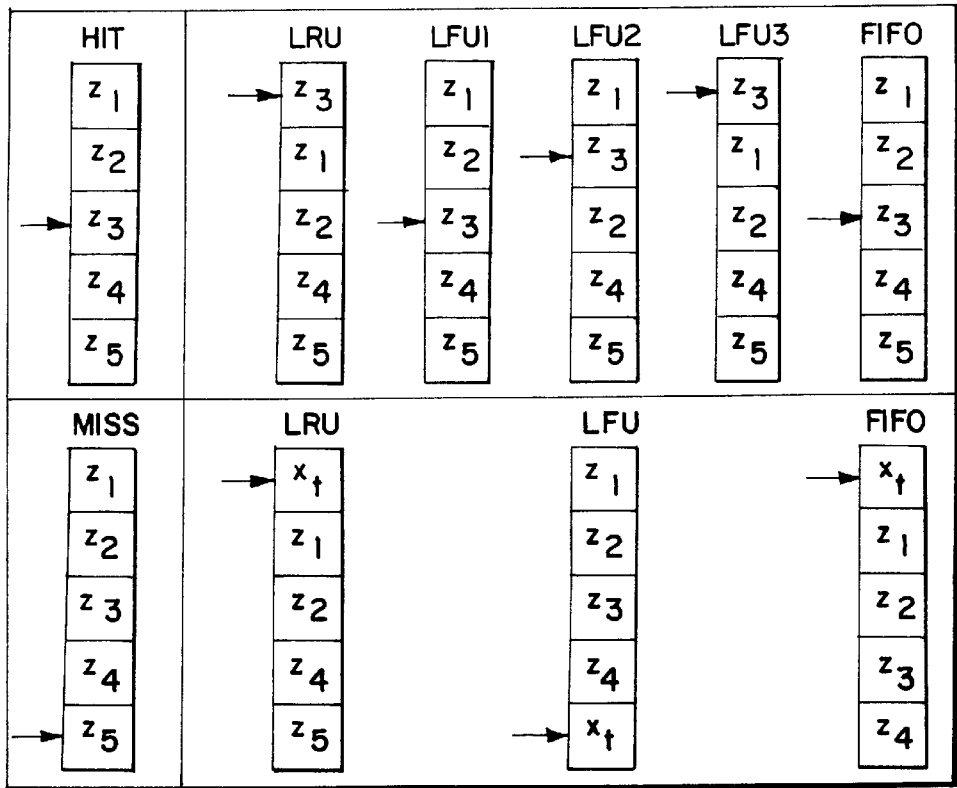 HIT LRU LFU1 LFU2 LFU3 FIFO
z1 z3 z1 z1 z3 z1
z2 z1 z2 z3 z1 z2
z3 z2 z3 z2 z2 z3
z4 z4 z4 z4 z4 z4
z5 z5 z5 z5 z5 z5
MISS LRU LFU FIFO
z1 xt z1 xt
z2 z1 z2 z1
z3 z2 z3 z2
z4 z4 z4 z3
z5 z5 xt z4